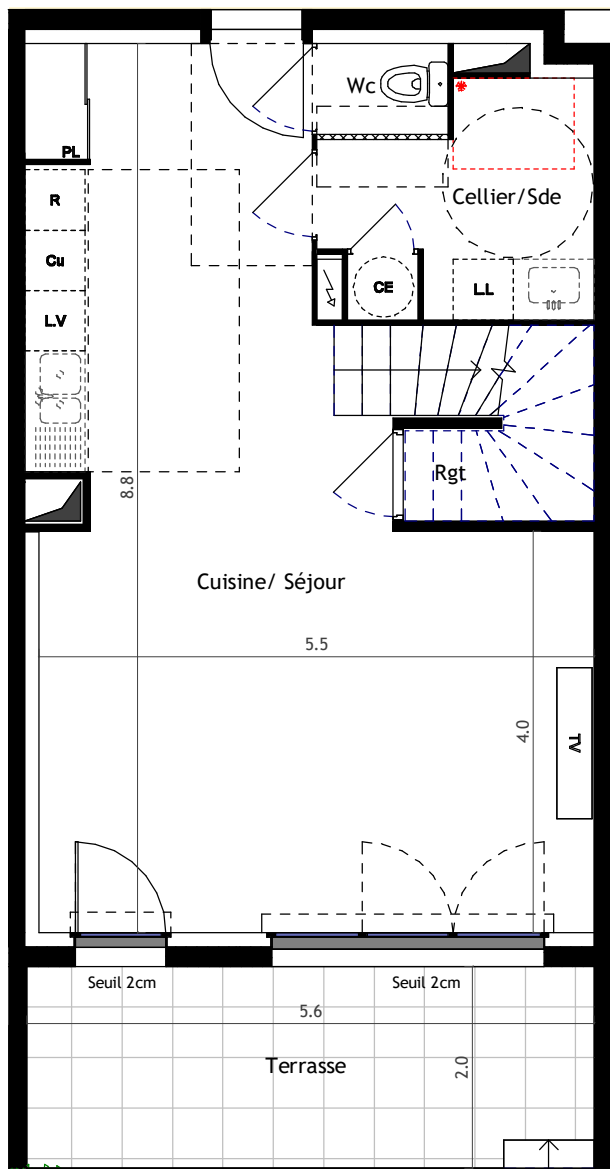 Wc
PL
R
Cellier/Sde
Cu
CE
L.L
L.V
Rgt
8.8
Cuisine/ Séjour
5.5
4.0
TV
Seuil 2cm
Seuil 2cm
5.6
Terrasse
2.0